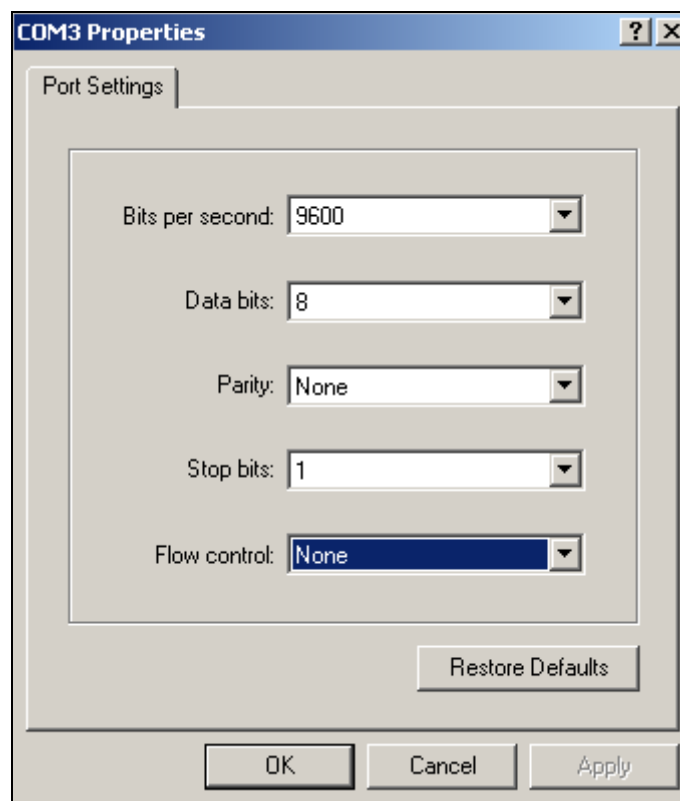 COM3 Properties
Port Settings
Bits per second: 9600
Data bits: 8
Parity: None
Stop bits: 1
Flow control: None
Restore Defaults
OK Cancel Apply